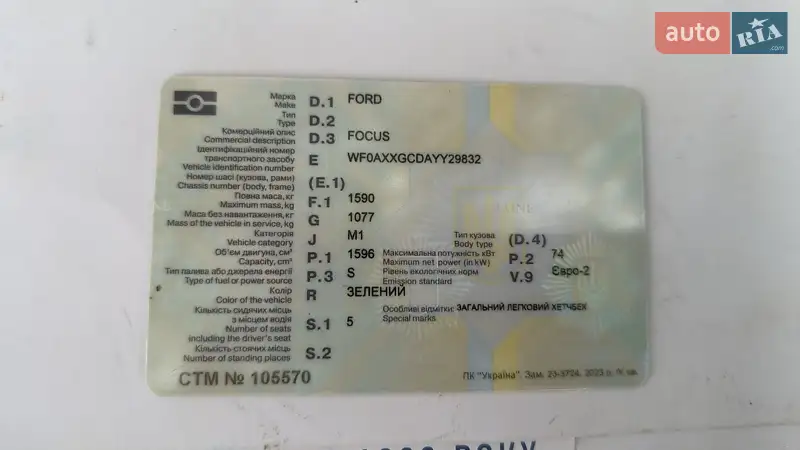 auto RIA
.com
Марка D.1 FORD
Make
Тип D.2
Type
Комерційний опис D.3 FOCUS
Commercial description
Ідентифікаційний номер
транспортного засобу E WF0AXXGCDAYY29832
Vehicle identification number
Номер шасі (кузова, рами) (E.1)
Chassis number (body, frame)
Повна маса, кг F.1 1590
Maximum mass, kg
Маса без навантаження, кг G 1077
Mass of the vehicle in service, kg
Категорія J M1 Тип кузова (D.4)
Vehicle category Body type
Об'єм двигуна, см³ P.1 1596 Максимальна потужність кВт P.2 74
Capacity, cm³ Maximum net power (in kW)
Тип палива або джерела енергії P.3 S Рівень екологічних норм V.9 Євро-2
Type of fuel or power source Emission standard
Колір R ЗЕЛЕНИЙ
Color of the vehicle
Кількість сидячих місць Особливі відмітки: ЗАГАЛЬНИЙ ЛЕГКОВИЙ ХЕТЧБЕК
з місцем водія S.1 5 Special marks
Number of seats
including the driver's seat
Кількість стоячих місць S.2
Number of standing places
СТМ № 105570
ПК "Україна". Зам. 23-3724. 2023 р.